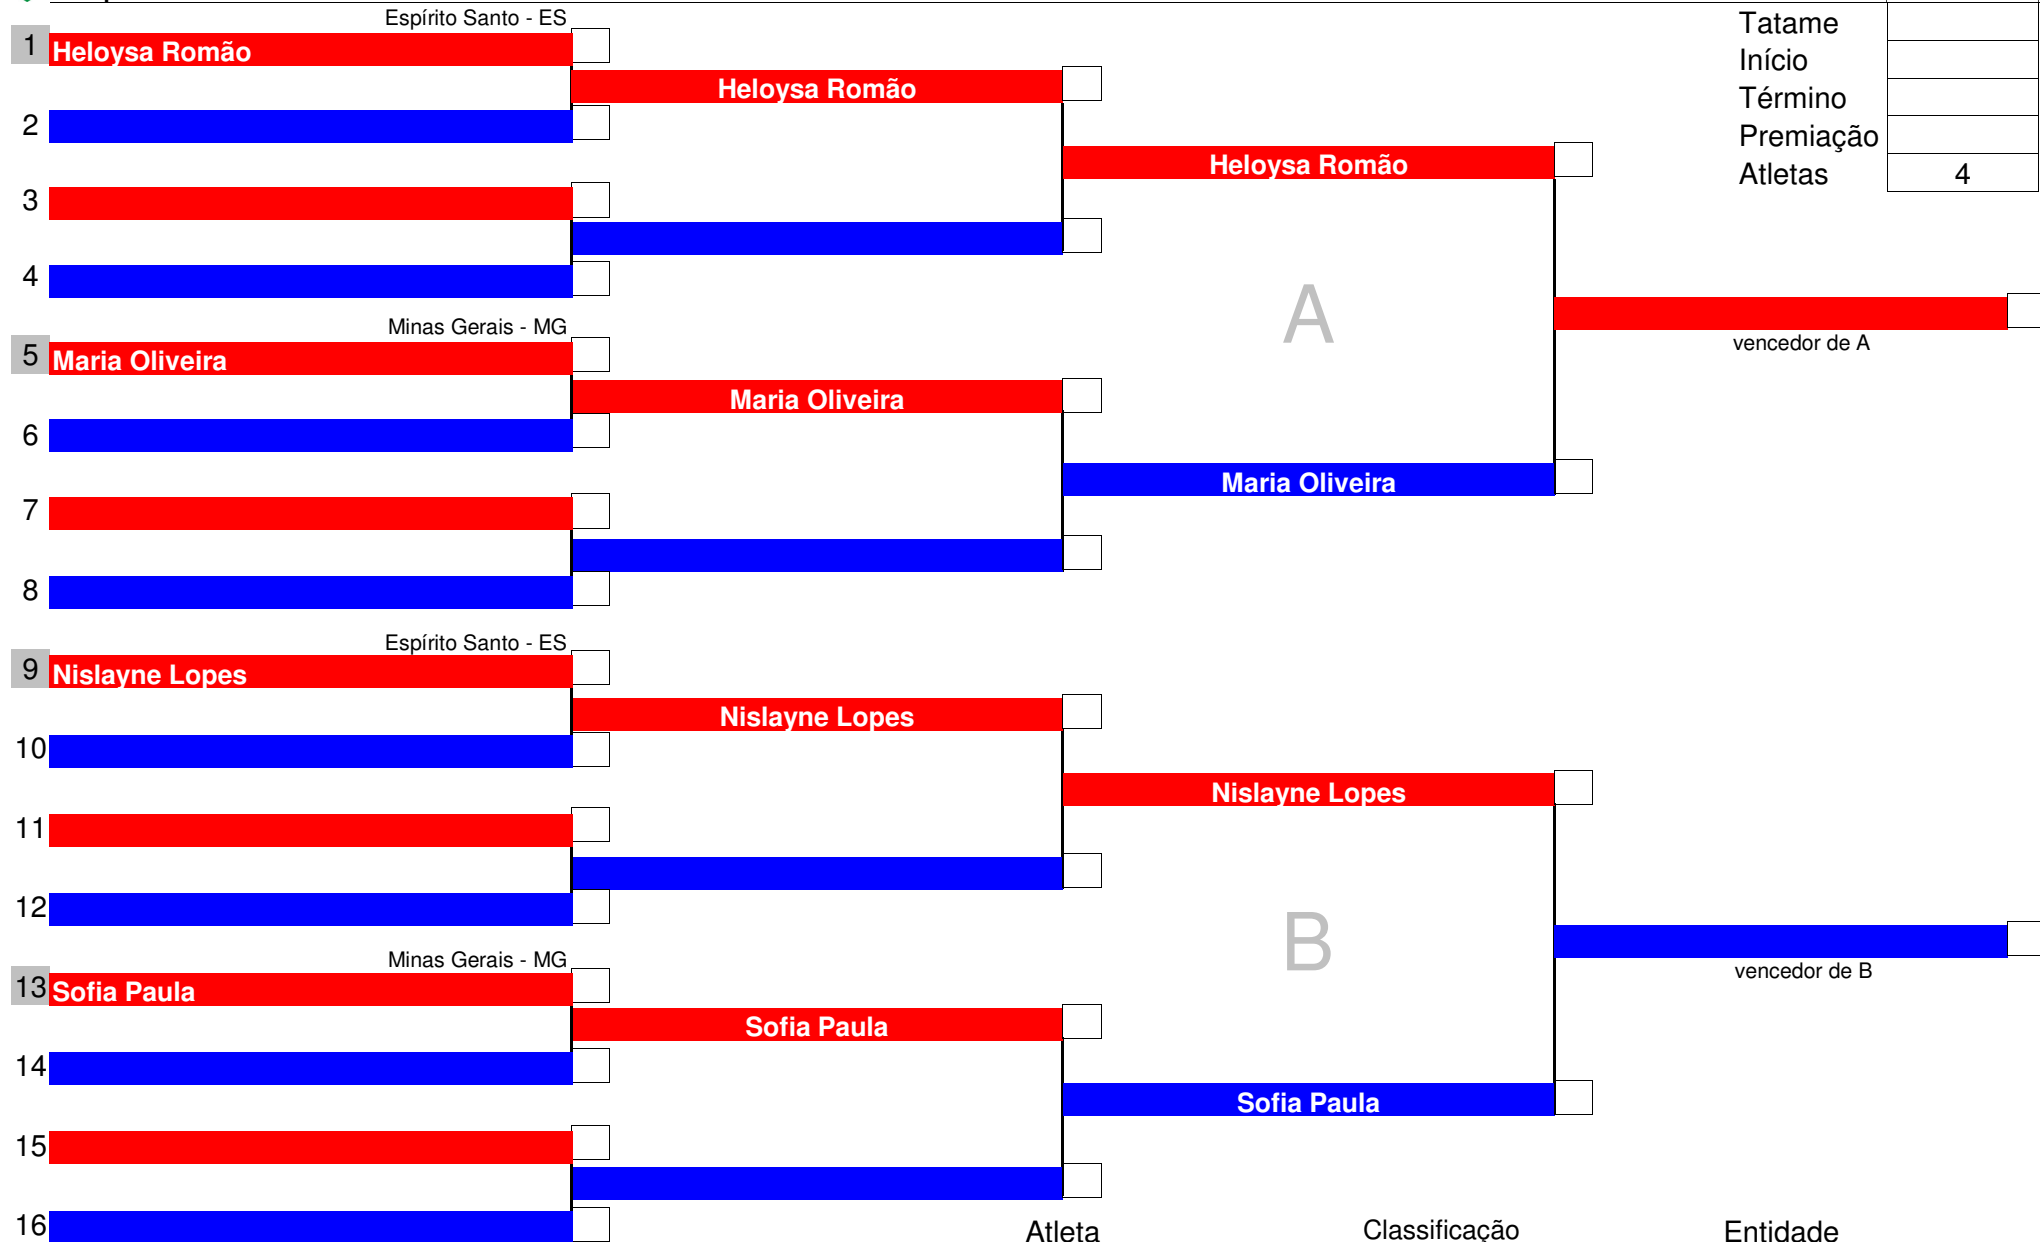 Espírito Santo - ES
1 Heloysa Romão
Heloysa Romão
2
Heloysa Romão
3
4
Tatame
Início
Término
Premiação
Atletas 4
Minas Gerais - MG
5 Maria Oliveira
Maria Oliveira
6
Maria Oliveira
7
8
A
vencedor de A
Espírito Santo - ES
9 Nislayne Lopes
Nislayne Lopes
10
Nislayne Lopes
11
12
B
vencedor de B
Minas Gerais - MG
13 Sofia Paula
Sofia Paula
14
Sofia Paula
15
16
Atleta Classificação Entidade